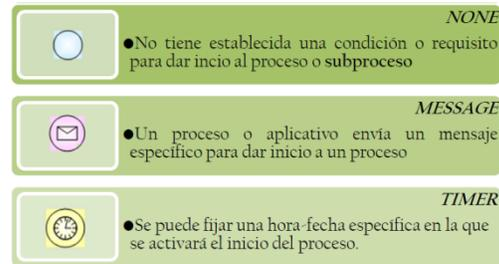 NONE
●No tiene establecida una condición o requisito
para dar incio al proceso o subproceso
MESSAGE
●Un proceso o aplicativo envía un mensaje
específico para dar inicio a un proceso
TIMER
●Se puede fijar una hora-fecha específica en la que
se activará el inicio del proceso.